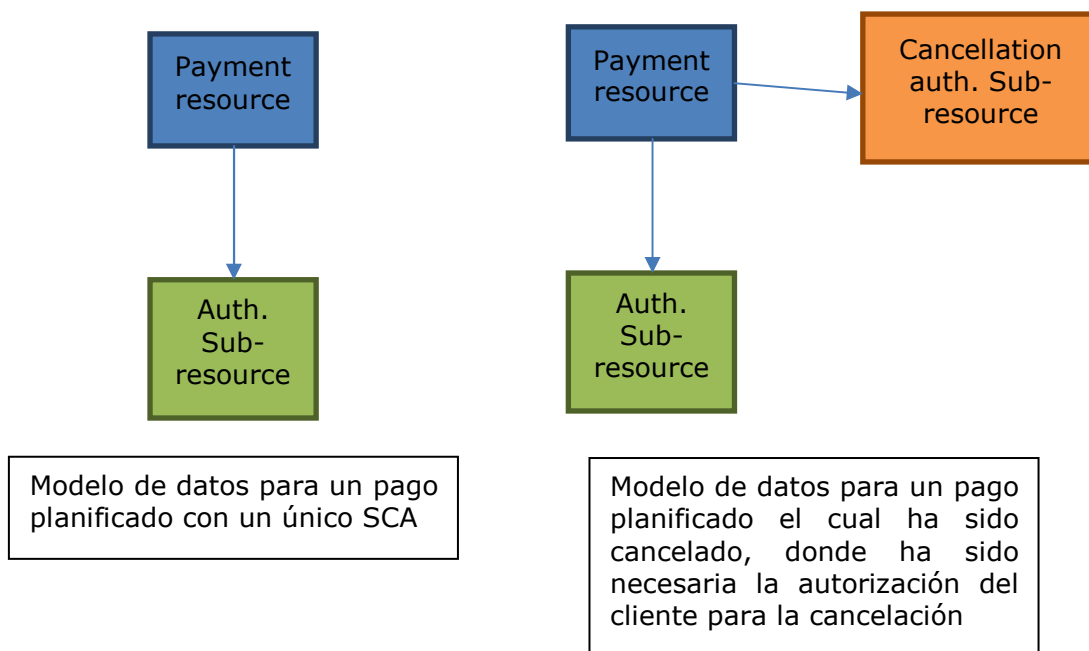 Payment
resource
Auth.
Sub-
resource
Modelo de datos para un pago
planificado con un único SCA
Payment
resource
Cancellation
auth. Sub-
resource
Auth.
Sub-
resource
Modelo de datos para un pago
planificado el cual ha sido
cancelado, donde ha sido
necesaria la autorización del
cliente para la cancelación